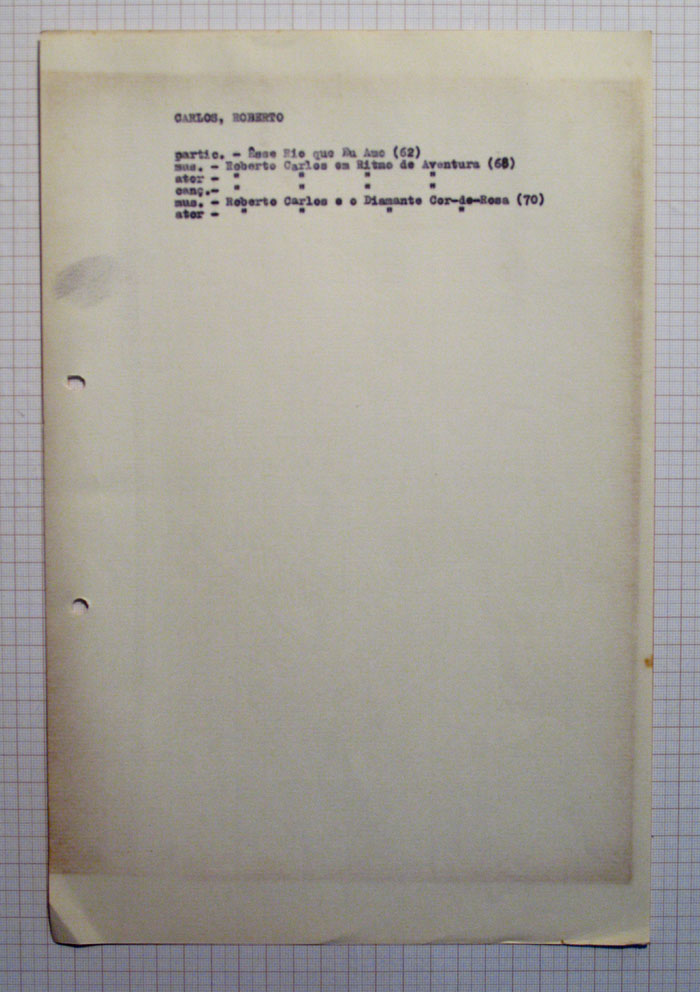 CARLOS, ROBERTO
partic. - Êsse Rio que Eu Amo (62)
mus. - Roberto Carlos em Ritmo de Aventura (68)
ator - " " " "
canç.- " " " "
mus. - Roberto Carlos e o Diamante Cor-de-Rosa (70)
ator - " " " "